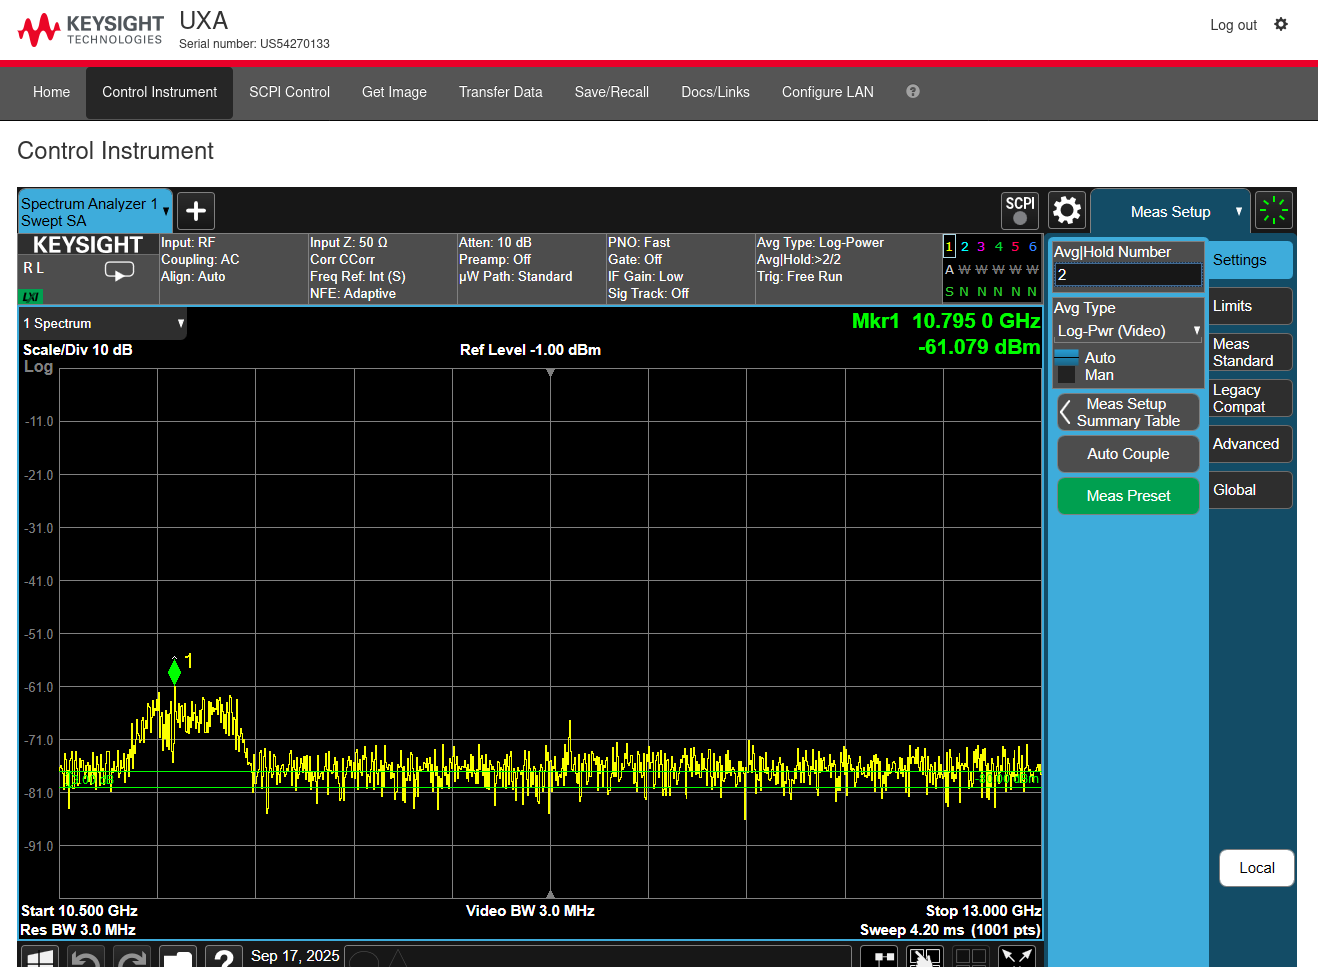 KEYSIGHT
TECHNOLOGIES
UXA
Serial number: US54270133
Log out
Home
Control Instrument
SCPI Control
Get Image
Transfer Data
Save/Recall
Docs/Links
Configure LAN
?
Control Instrument
Spectrum Analyzer 1
Swept SA
SCPI
Meas Setup
KEYSIGHT
R L
LXI
Input: RF
Coupling: AC
Align: Auto
Input Z: 50 Ω
Corr CCorr
Freq Ref: Int (S)
NFE: Adaptive
Atten: 10 dB
Preamp: Off
µW Path: Standard
PNO: Fast
Gate: Off
IF Gain: Low
Sig Track: Off
Avg Type: Log-Power
Avg|Hold:>2/2
Trig: Free Run
1 2 3 4 5 6
A W W W W W
S N N N N N
Avg|Hold Number
2
Avg Type
Log-Pwr (Video)
Auto
Man
Meas Setup
Summary Table
Auto Couple
Meas Preset
Settings
Limits
Meas
Standard
Legacy
Compat
Advanced
Global
Local
1 Spectrum
Mkr1 10.795 0 GHz
-61.079 dBm
Scale/Div 10 dB
Ref Level -1.00 dBm
Log
-11.0
-21.0
-31.0
-41.0
-51.0
1
-61.0
-71.0
-81.0
-91.0
Start 10.500 GHz
Video BW 3.0 MHz
Stop 13.000 GHz
Res BW 3.0 MHz
Sweep 4.20 ms (1001 pts)
?
Sep 17, 2025